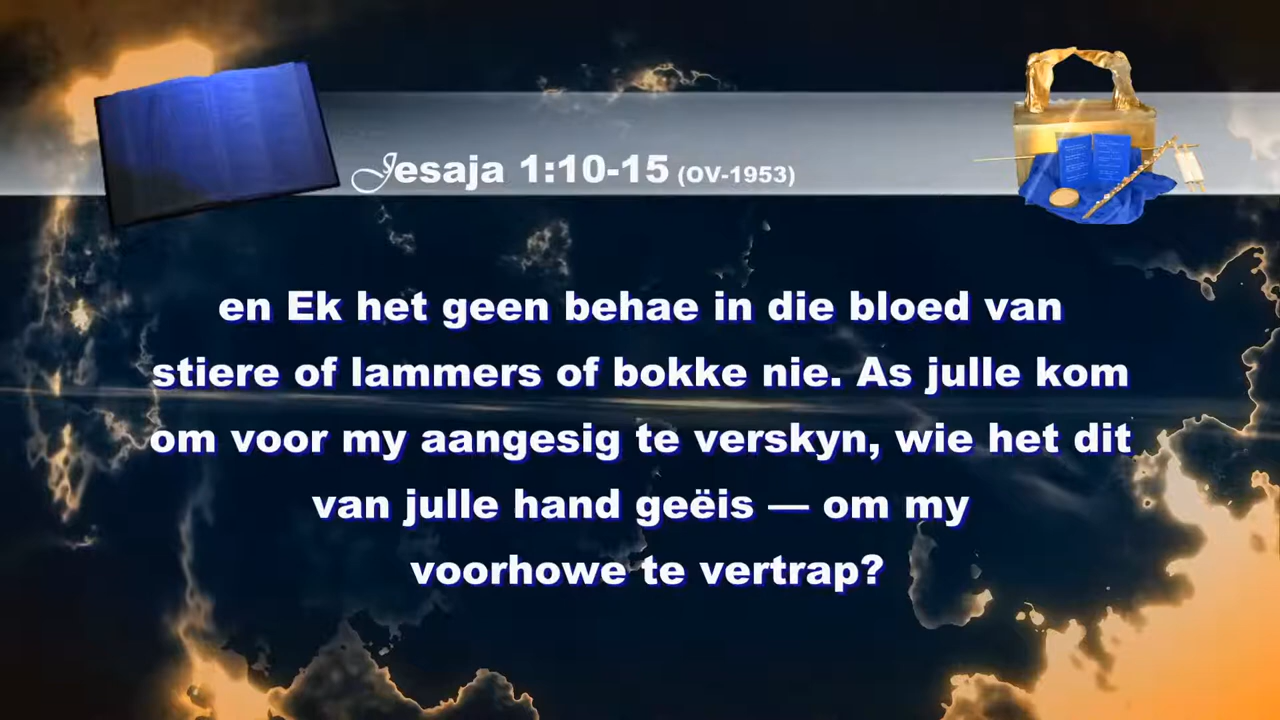 Jesaja 1:10-15 (OV-1953)
en Ek het geen behae in die bloed van
stiere of lammers of bokke nie. As julle kom
om voor my aangesig te verskyn, wie het dit
van julle hand geëis — om my
voorhowe te vertrap?